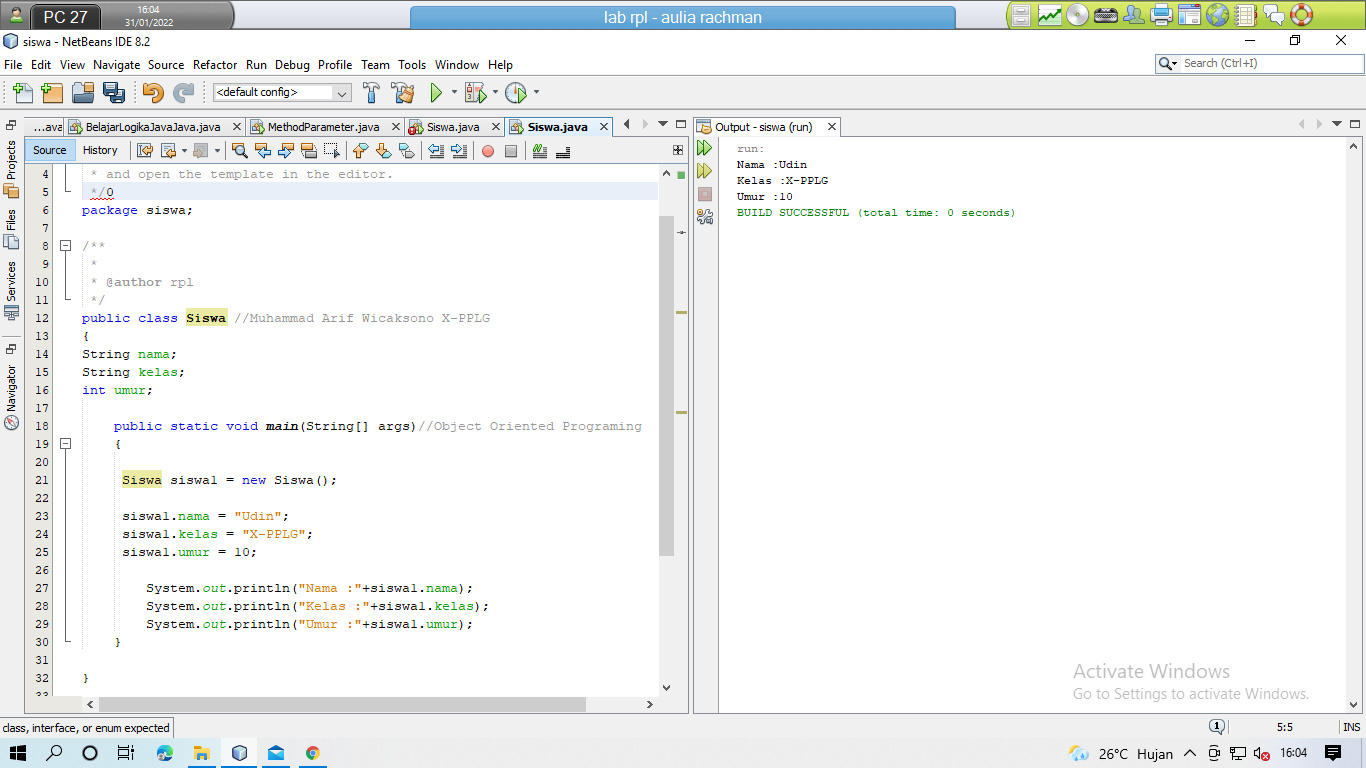 PC 27
16:04
31/01/2022
lab rpl - aulia rachman
siswa - NetBeans IDE 8.2
File Edit View Navigate Source Refactor Run Debug Profile Team Tools Window Help
Search (Ctrl+I)
<default config>
...ava BelajarLogikaJavaJava.java MethodParameter.java Siswa.java Siswa.java
Output - siswa (run)
Source History
Projects
Files
Services
Navigator
4 * and open the template in the editor.
5 */0
6 package siswa;
7
8 /**
9 *
10 * @author rpl
11 */
12 public class Siswa //Muhammad Arif Wicaksono X-PPLG
13 {
14 String nama;
15 String kelas;
16 int umur;
17
18 public static void main(String[] args)//Object Oriented Programing
19 {
20
21 Siswa siswa1 = new Siswa();
22
23 siswa1.nama = "Udin";
24 siswa1.kelas = "X-PPLG";
25 siswa1.umur = 10;
26
27 System.out.println("Nama :"+siswa1.nama);
28 System.out.println("Kelas :"+siswa1.kelas);
29 System.out.println("Umur :"+siswa1.umur);
30 }
31
32 }
33
run:
Nama :Udin
Kelas :X-PPLG
Umur :10
BUILD SUCCESSFUL (total time: 0 seconds)
Activate Windows
Go to Settings to activate Windows.
class, interface, or enum expected
1
5:5
INS
26°C Hujan
16:04